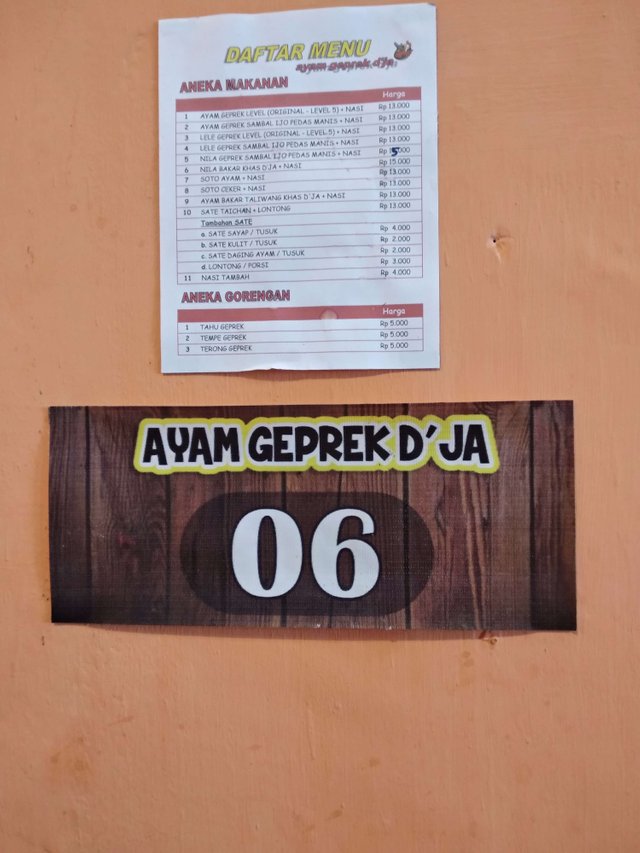 DAFTAR MENU
ayam geprek d'Ja
ANEKA MAKANAN
Harga
1 AYAM GEPREK LEVEL (ORIGINAL - LEVEL 5) + NASI Rp 13.000
2 AYAM GEPREK SAMBAL IJO PEDAS MANIS + NASI Rp 13.000
3 LELE GEPREK LEVEL (ORIGINAL - LEVEL 5) + NASI Rp 13.000
4 LELE GEPREK SAMBAL IJO PEDAS MANIS + NASI Rp 13.000
5 NILA GEPREK SAMBAL IJO PEDAS MANIS + NASI Rp 15.000
6 NILA BAKAR KHAS D'JA + NASI Rp 15.000
7 SOTO AYAM + NASI Rp 13.000
8 SOTO CEKER + NASI Rp 13.000
9 AYAM BAKAR TALIWANG KHAS D'JA + NASI Rp 13.000
10 SATE TAICHAN + LONTONG Rp 13.000
Tambahan SATE
a. SATE SAYAP / TUSUK Rp 4.000
b. SATE KULIT / TUSUK Rp 2.000
c. SATE DAGING AYAM / TUSUK Rp 2.000
d. LONTONG / PORSI Rp 3.000
11 NASI TAMBAH Rp 4.000
ANEKA GORENGAN
Harga
1 TAHU GEPREK Rp 5.000
2 TEMPE GEPREK Rp 5.000
3 TERONG GEPREK Rp 5.000
AYAM GEPREK D'JA
06